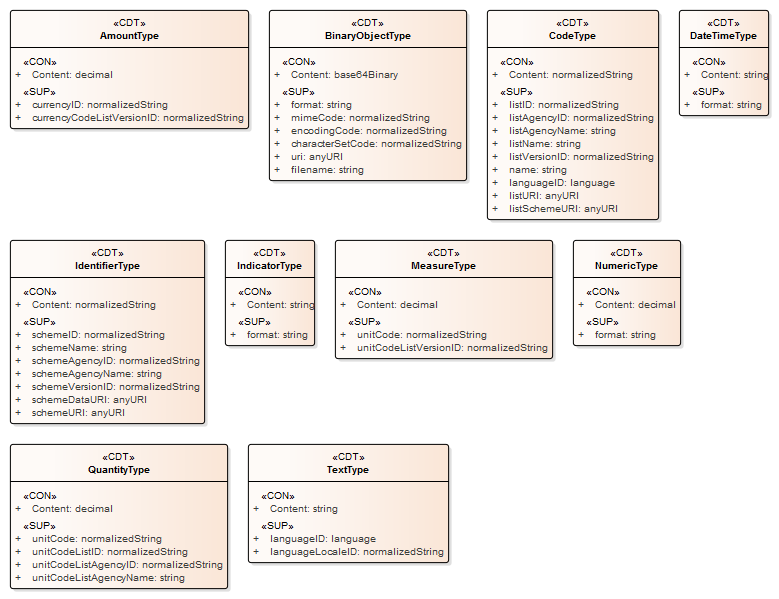 «CDT»
AmountType
«CON»
+ Content: decimal
«SUP»
+ currencyID: normalizedString
+ currencyCodeListVersionID: normalizedString
«CDT»
BinaryObjectType
«CON»
+ Content: base64Binary
«SUP»
+ format: string
+ mimeCode: normalizedString
+ encodingCode: normalizedString
+ characterSetCode: normalizedString
+ uri: anyURI
+ filename: string
«CDT»
CodeType
«CON»
+ Content: normalizedString
«SUP»
+ listID: normalizedString
+ listAgencyID: normalizedString
+ listAgencyName: string
+ listName: string
+ listVersionID: normalizedString
+ name: string
+ languageID: language
+ listURI: anyURI
+ listSchemeURI: anyURI
«CDT»
DateTimeType
«CON»
+ Content: string
«SUP»
+ format: string
«CDT»
IdentifierType
«CON»
+ Content: normalizedString
«SUP»
+ schemeID: normalizedString
+ schemeName: string
+ schemeAgencyID: normalizedString
+ schemeAgencyName: string
+ schemeVersionID: normalizedString
+ schemeDataURI: anyURI
+ schemeURI: anyURI
«CDT»
IndicatorType
«CON»
+ Content: string
«SUP»
+ format: string
«CDT»
MeasureType
«CON»
+ Content: decimal
«SUP»
+ unitCode: normalizedString
+ unitCodeListVersionID: normalizedString
«CDT»
NumericType
«CON»
+ Content: decimal
«SUP»
+ format: string
«CDT»
QuantityType
«CON»
+ Content: decimal
«SUP»
+ unitCode: normalizedString
+ unitCodeListID: normalizedString
+ unitCodeListAgencyID: normalizedString
+ unitCodeListAgencyName: string
«CDT»
TextType
«CON»
+ Content: string
«SUP»
+ languageID: language
+ languageLocaleID: normalizedString